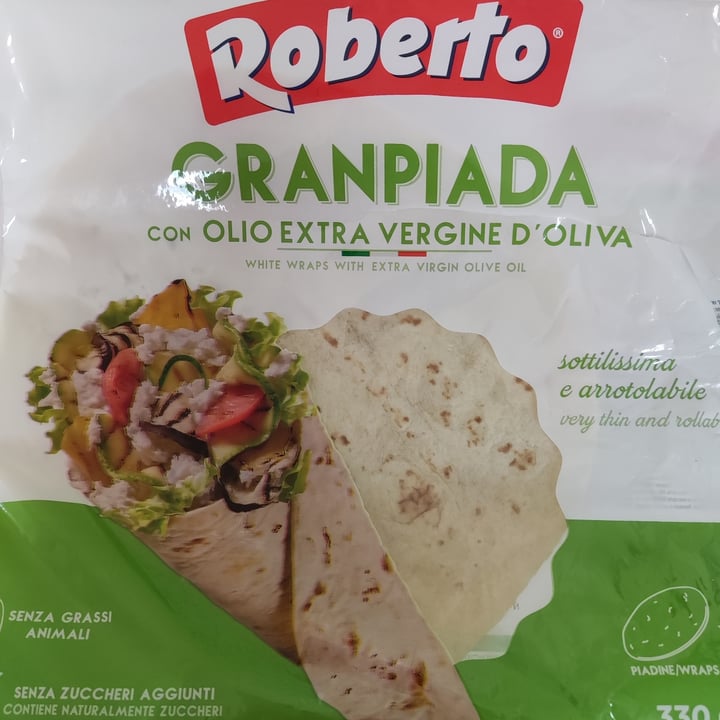 Roberto®
GRANPIADA
CON OLIO EXTRA VERGINE D'OLIVA
WHITE WRAPS WITH EXTRA VIRGIN OLIVE OIL
sottilissima
e arrotolabile
very thin and rollab
SENZA GRASSI
ANIMALI
PIADINE/WRAPS
SENZA ZUCCHERI AGGIUNTI
CONTIENE NATURALMENTE ZUCCHERI
330